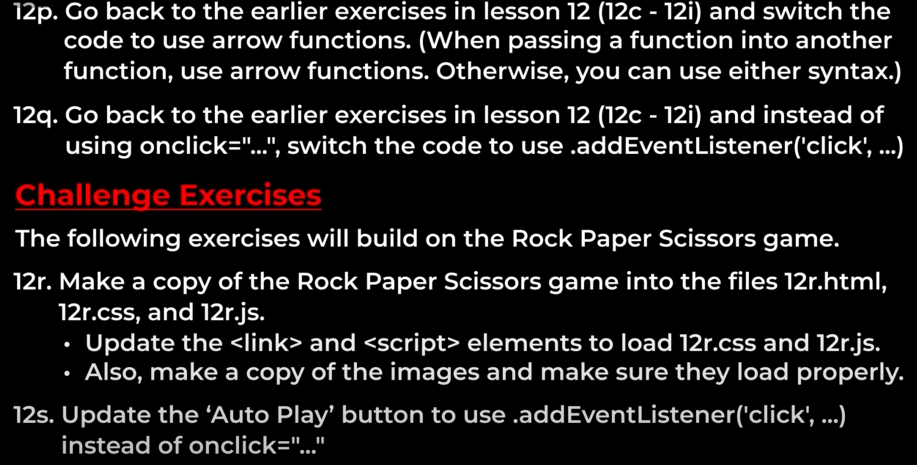 12p. Go back to the earlier exercises in lesson 12 (12c - 12i) and switch the
code to use arrow functions. (When passing a function into another
function, use arrow functions. Otherwise, you can use either syntax.)
12q. Go back to the earlier exercises in lesson 12 (12c - 12i) and instead of
using onclick="...", switch the code to use .addEventListener('click', ...)
Challenge Exercises
The following exercises will build on the Rock Paper Scissors game.
12r. Make a copy of the Rock Paper Scissors game into the files 12r.html,
12r.css, and 12r.js.
• Update the <link> and <script> elements to load 12r.css and 12r.js.
• Also, make a copy of the images and make sure they load properly.
12s. Update the ‘Auto Play’ button to use .addEventListener('click', ...)
instead of onclick="..."